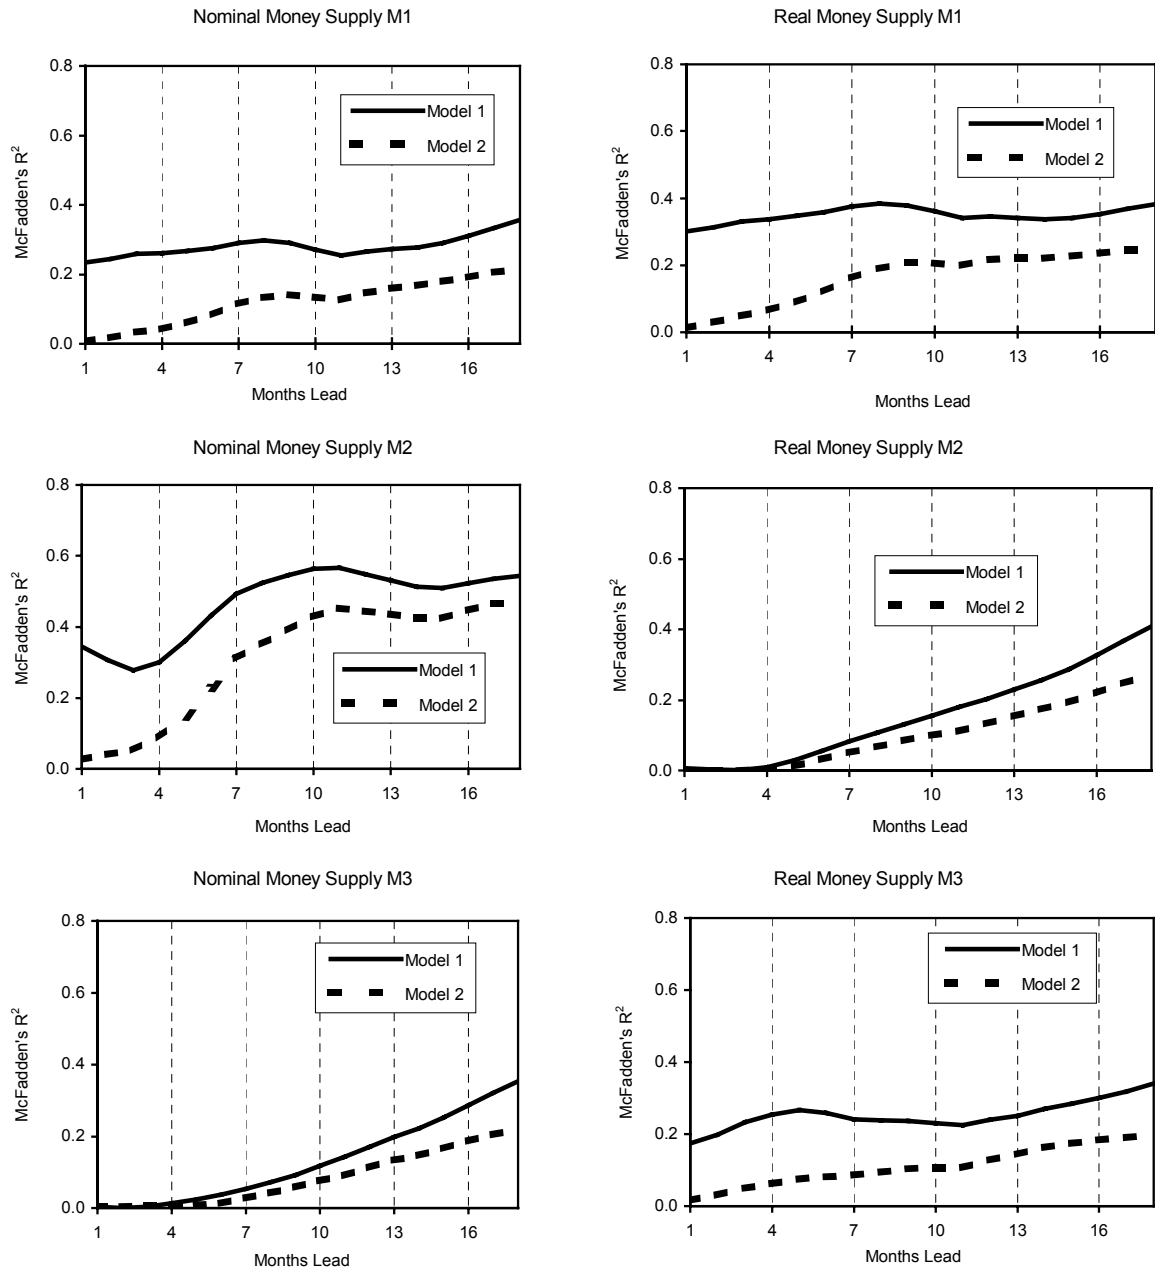 Nominal Money Supply M1
McFadden's R²
0.8
0.6
0.4
0.2
0.0
Model 1
Model 2
1 4 7 10 13 16
Months Lead
Real Money Supply M1
McFadden's R²
0.8
0.6
0.4
0.2
0.0
Model 1
Model 2
1 4 7 10 13 16
Months Lead
Nominal Money Supply M2
McFadden's R²
0.8
0.6
0.4
0.2
0.0
Model 1
Model 2
1 4 7 10 13 16
Months Lead
Real Money Supply M2
McFadden's R²
0.8
0.6
0.4
0.2
0.0
Model 1
Model 2
1 4 7 10 13 16
Months Lead
Nominal Money Supply M3
McFadden's R²
0.8
0.6
0.4
0.2
0.0
Model 1
Model 2
1 4 7 10 13 16
Months Lead
Real Money Supply M3
McFadden's R²
0.8
0.6
0.4
0.2
0.0
Model 1
Model 2
1 4 7 10 13 16
Months Lead